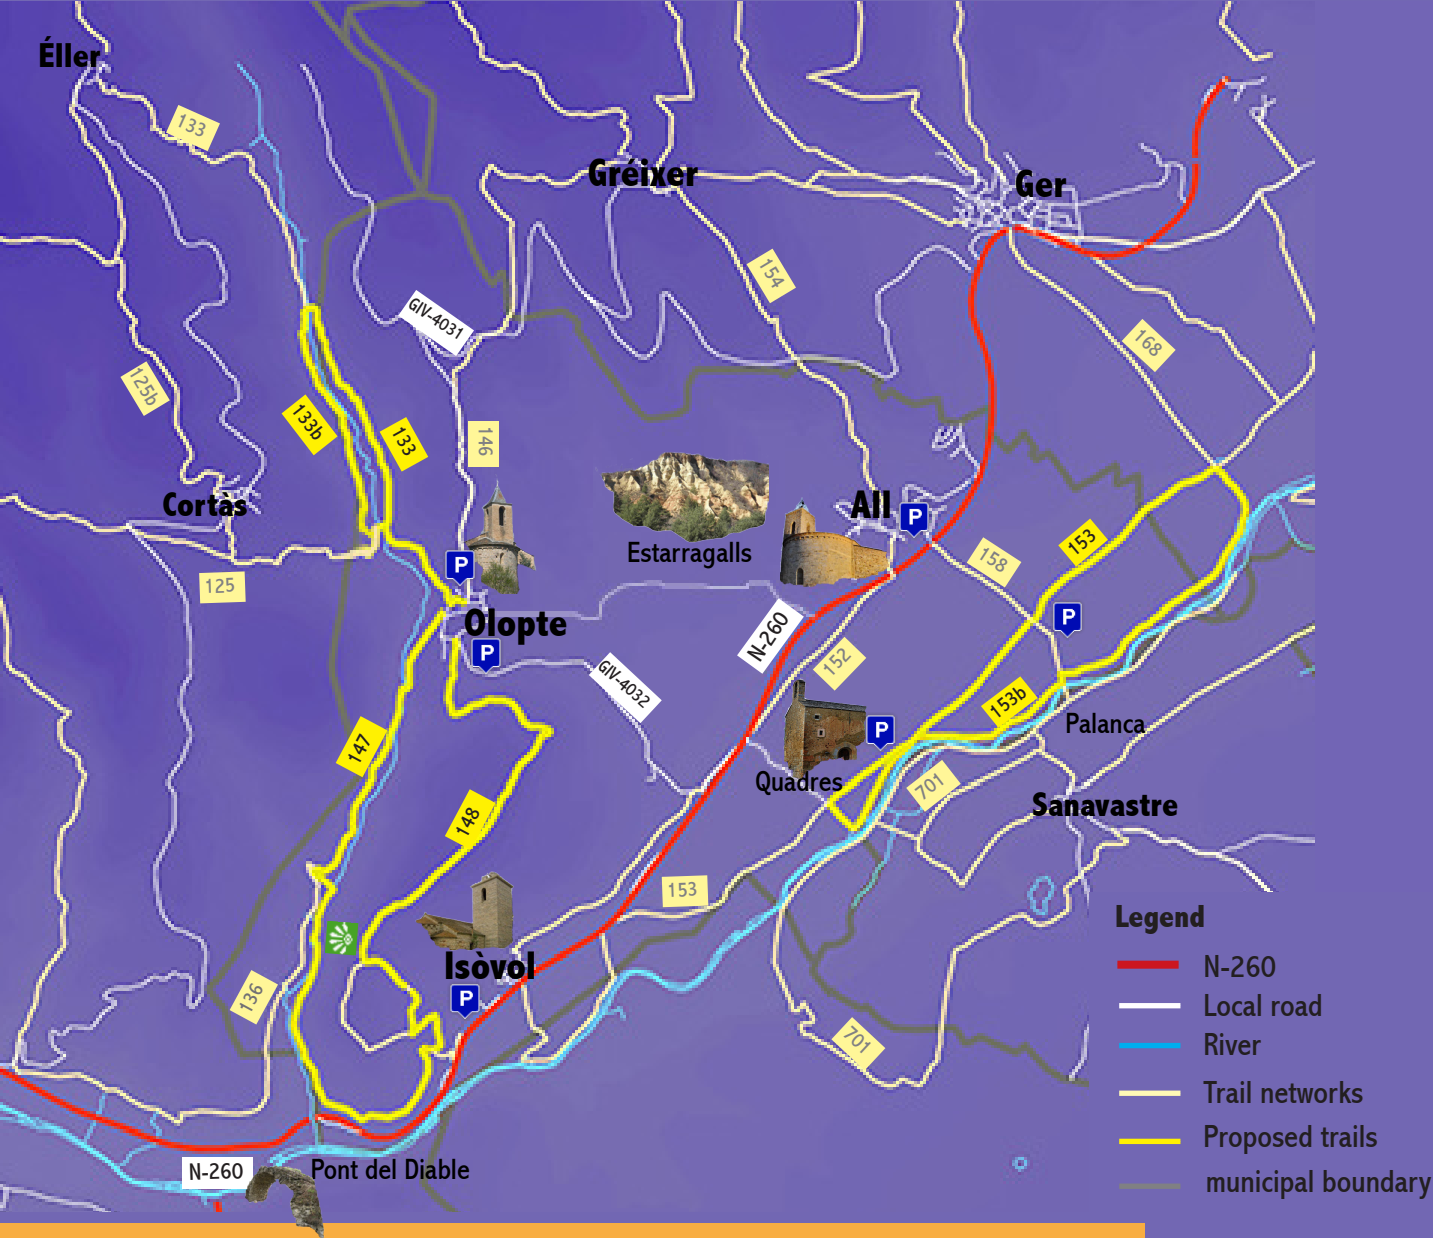 Éller
133
Gréixer
Ger
154
GIV-4031
168
125b
133b
133
146
Cortàs
All
P
Estarragalls
153
158
125
P
P
Olopte
N-260
P
152
GIV-4032
153b
147
P
Palanca
Quadres
701
Sanavastre
148
153
Isòvol
136
P
701
N-260
Pont del Diable
Legend
N-260
Local road
River
Trail networks
Proposed trails
municipal boundary